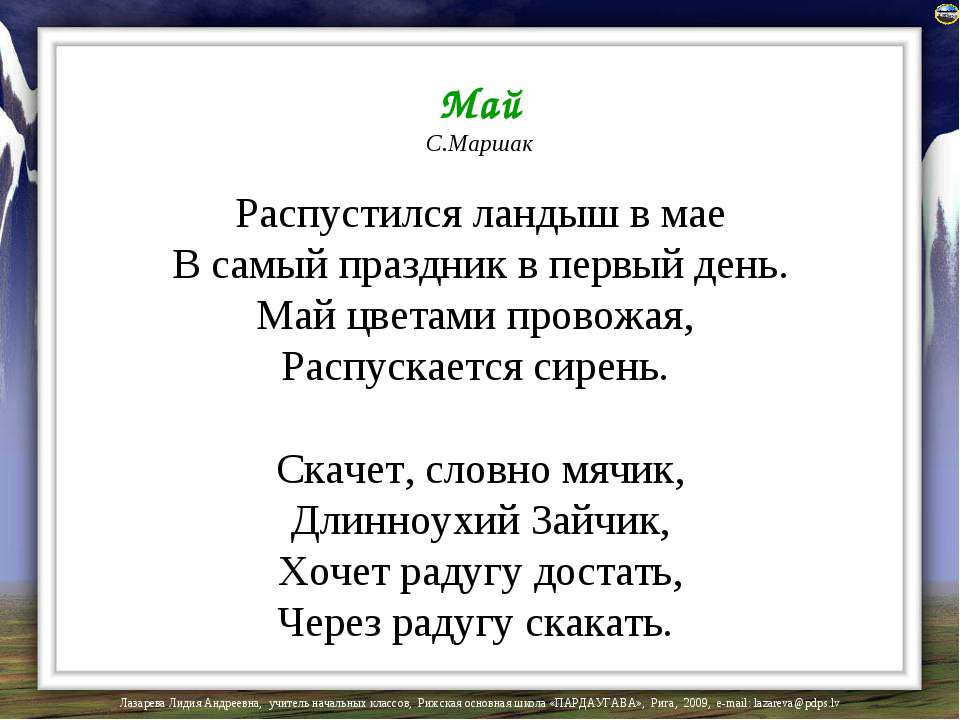 Май
С.Маршак
Распустился ландыш в мае
В самый праздник в первый день.
Май цветами провожая,
Распускается сирень.
Скачет, словно мячик,
Длинноухий Зайчик,
Хочет радугу достать,
Через радугу скакать.
Лазарева Лидия Андреевна, учитель начальных классов, Рижская основная школа «ПАРДАУГАВА», Рига, 2009, e-mail: lazareva@pdps.lv